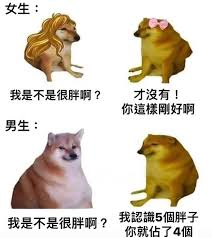 女生：
我是不是很胖啊？
才沒有！
你這樣剛好啊
男生：
我是不是很胖啊？
我認識5個胖子
你就佔了4個